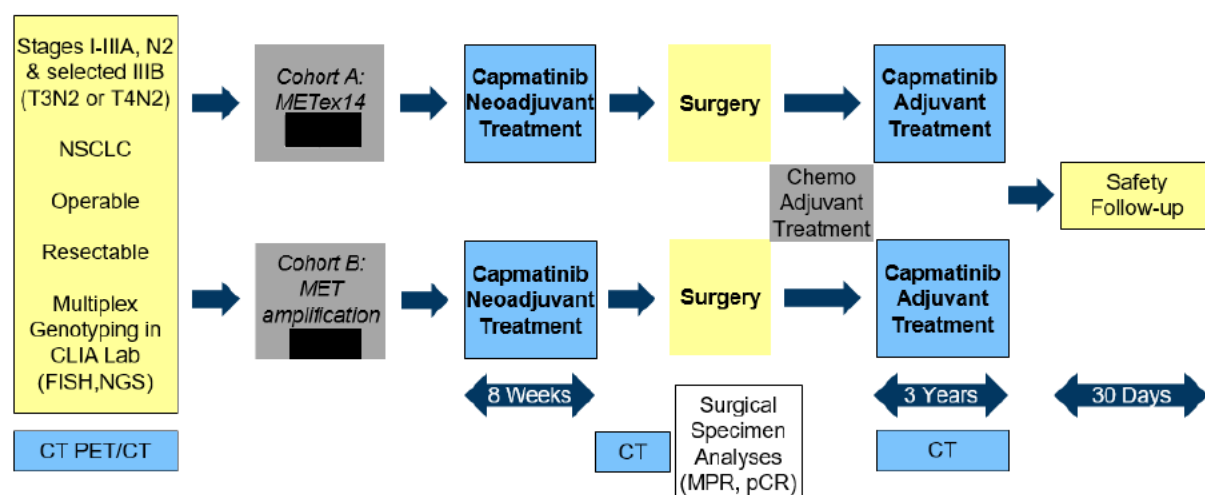 Stages I-IIIA, N2
& selected IIIB
(T3N2 or T4N2)
NSCLC
Operable
Resectable
Multiplex
Genotyping in
CLIA Lab
(FISH,NGS)
CT PET/CT
Cohort A:
METex14
Capmatinib
Neoadjuvant
Treatment
Surgery
Capmatinib
Adjuvant
Treatment
Chemo
Adjuvant
Treatment
Safety
Follow-up
Cohort B:
MET
amplification
Capmatinib
Neoadjuvant
Treatment
Surgery
Capmatinib
Adjuvant
Treatment
8 Weeks
3 Years
30 Days
CT
Surgical
Specimen
Analyses
(MPR, pCR)
CT